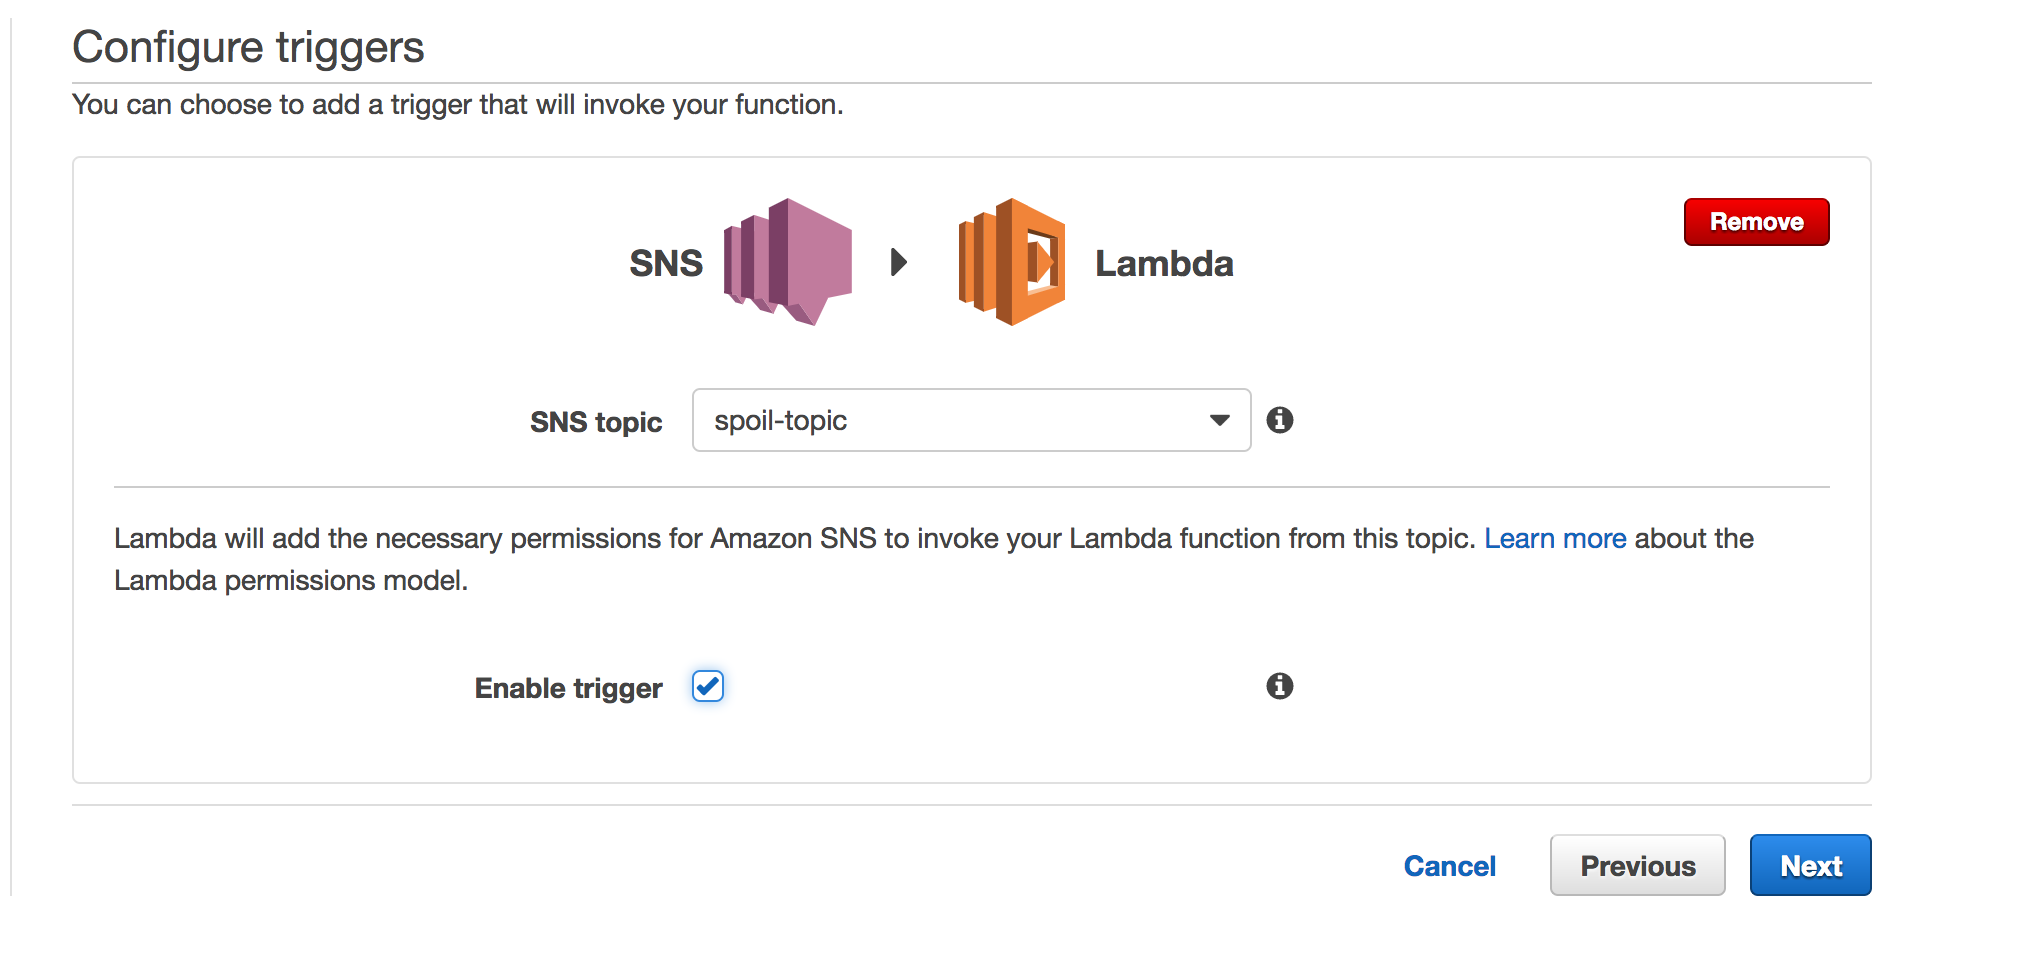 Configure triggers
You can choose to add a trigger that will invoke your function.
Remove
SNS
Lambda
SNS topic
spoil-topic
Lambda will add the necessary permissions for Amazon SNS to invoke your Lambda function from this topic. Learn more about the
Lambda permissions model.
Enable trigger
Cancel
Previous
Next